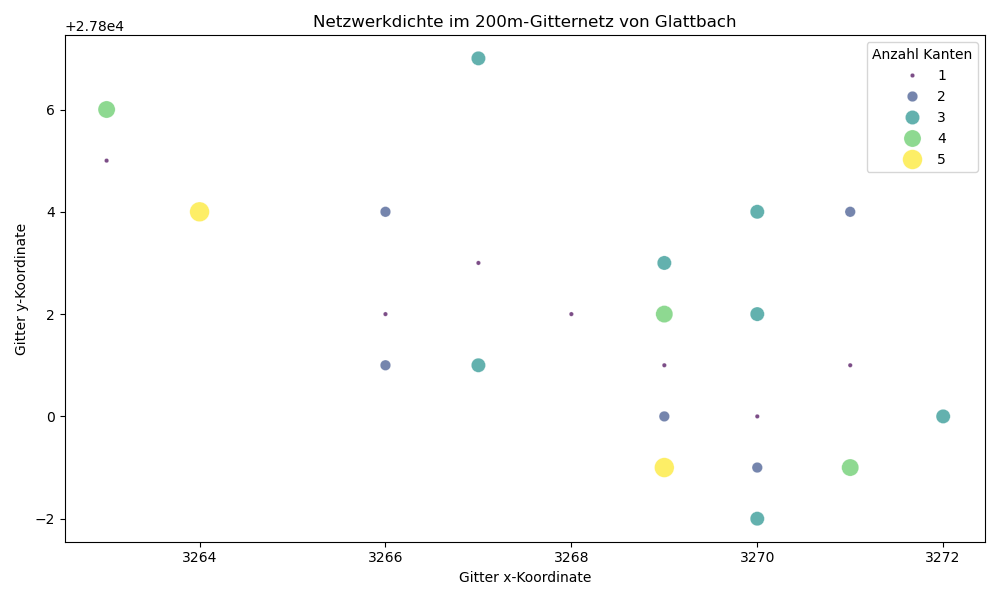 Netzwerkdichte im 200m-Gitternetz von Glattbach
+2.78e4
Anzahl Kanten
1
2
3
4
5
6
4
2
0
−2
Gitter y-Koordinate
3264 3266 3268 3270 3272
Gitter x-Koordinate